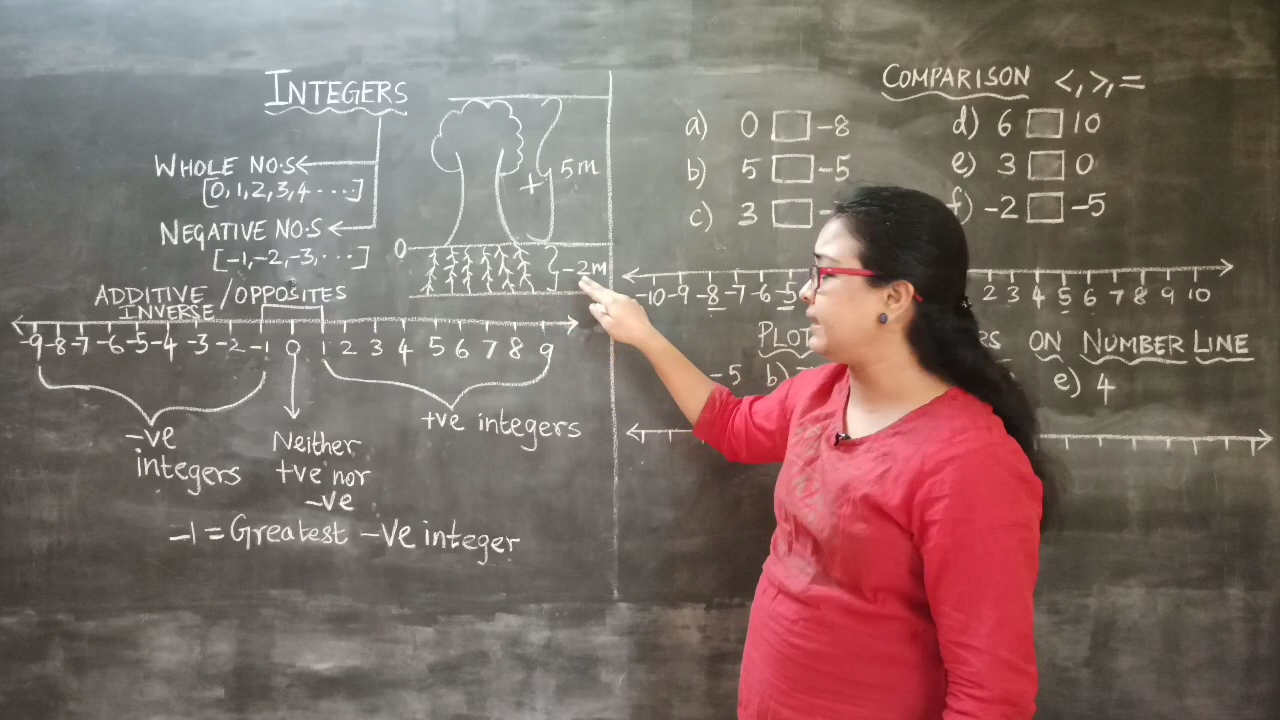 INTEGERS
WHOLE NO.S
[0,1,2,3,4 ....]
NEGATIVE NO.S
[-1,-2,-3,....]
+ 5m
0
-2m
ADDITIVE / OPPOSITES
INVERSE
-9 -8 -7 -6 -5 -4 -3 -2 -1 0 1 2 3 4 5 6 7 8 9
-ve
integers
Neither
+ve nor
-ve
+ve integers
-1 = Greatest -ve integer
COMPARISON <, >, =
a) 0 □ -8
b) 5 □ -5
c) 3 □ -
d) 6 □ 10
e) 3 □ 0
f) -2 □ -5
-10 -9 -8 -7 -6 -5 2 3 4 5 6 7 8 9 10
PLOT ON NUMBER LINE
-5 b) e) 4